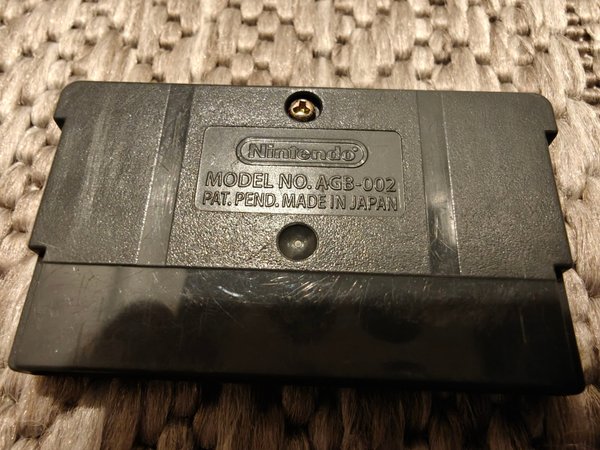 Nintendo
MODEL NO. AGB-002
PAT. PEND. MADE IN JAPAN